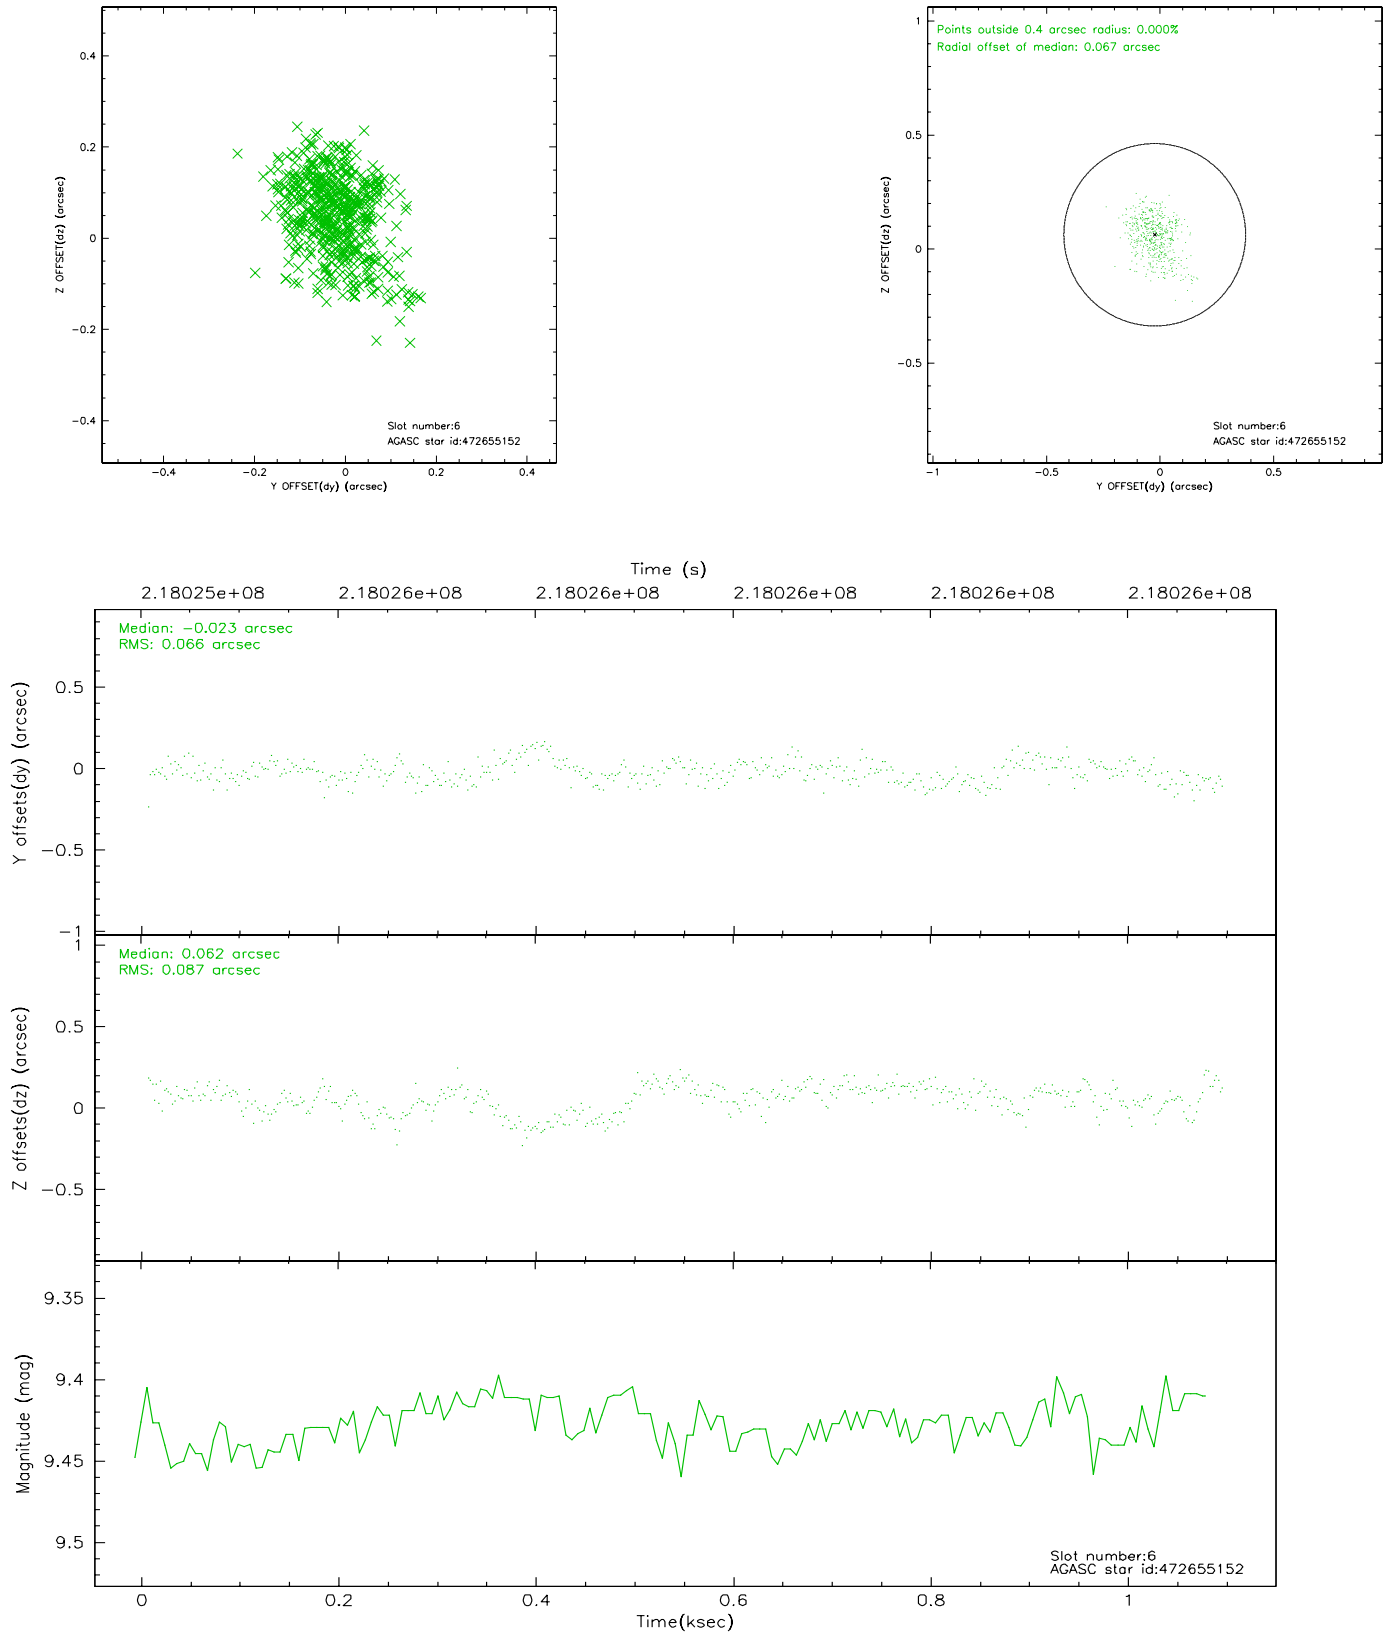 0.4
0.2
0
−0.2
−0.4
Z OFFSET(dz) (arcsec)
Slot number:6
AGASC star id:472655152
−0.4 −0.2 0 0.2 0.4
Y OFFSET(dy) (arcsec)
Points outside 0.4 arcsec radius: 0.000%
Radial offset of median: 0.067 arcsec
1
0.5
0
−0.5
Z OFFSET(dz) (arcsec)
Slot number:6
AGASC star id:472655152
−1 −0.5 0 0.5
Y OFFSET(dy) (arcsec)
Time (s)
2.18025e+08 2.18026e+08 2.18026e+08 2.18026e+08 2.18026e+08 2.18026e+08
Median: −0.023 arcsec
RMS: 0.066 arcsec
0.5
0
−0.5
−1
Y offsets(dy) (arcsec)
Median: 0.062 arcsec
RMS: 0.087 arcsec
1
0.5
0
−0.5
Z offsets(dz) (arcsec)
9.35
9.4
9.45
9.5
Magnitude (mag)
Slot number:6
AGASC star id:472655152
0 0.2 0.4 0.6 0.8 1
Time(ksec)